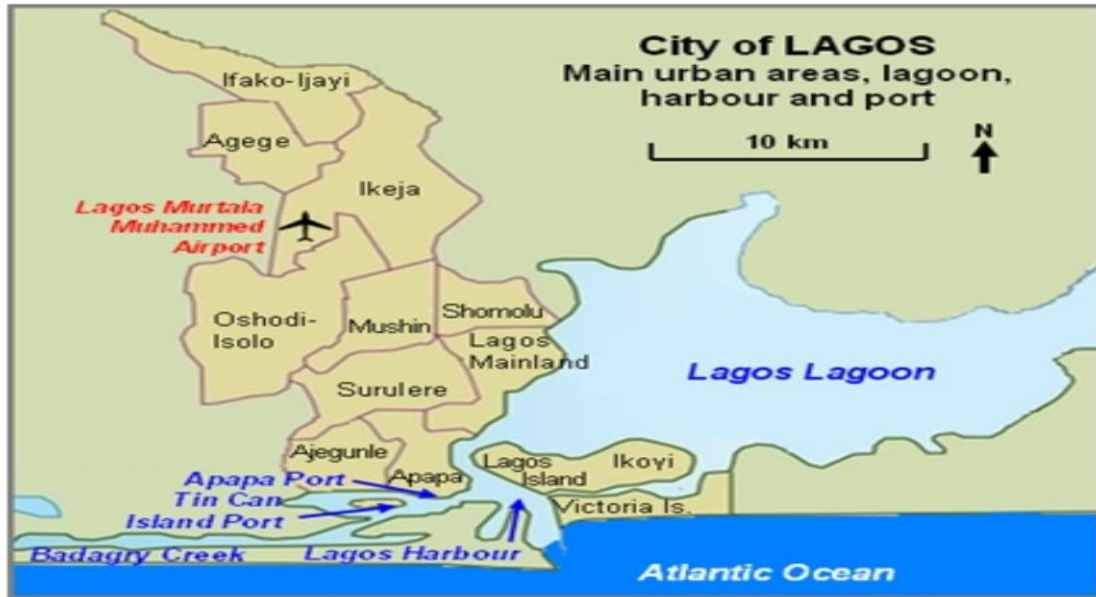 City of LAGOS
Main urban areas, lagoon,
harbour and port
10 km
N
Ifako-Ijayi
Agege
Ikeja
Lagos Murtala
Muhammed
Airport
Oshodi-
Isolo
Mushin
Shomolu
Lagos
Mainland
Lagos Lagoon
Surulere
Ajegunle
Apapa
Lagos
Island
Ikoyi
Victoria Is.
Apapa Port
Tin Can
Island Port
Badagry Creek
Lagos Harbour
Atlantic Ocean